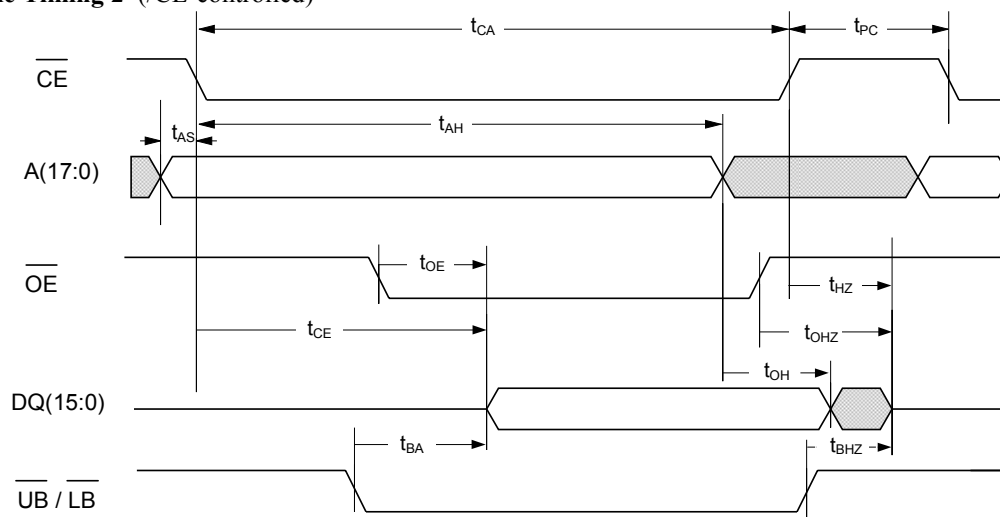 Timing 2 (/CE controlled)
tCA
tPC
CE
tAS
tAH
A(17:0)
tOE
OE
tHZ
tCE
tOHZ
tOH
DQ(15:0)
tBA
tBHZ
UB / LB